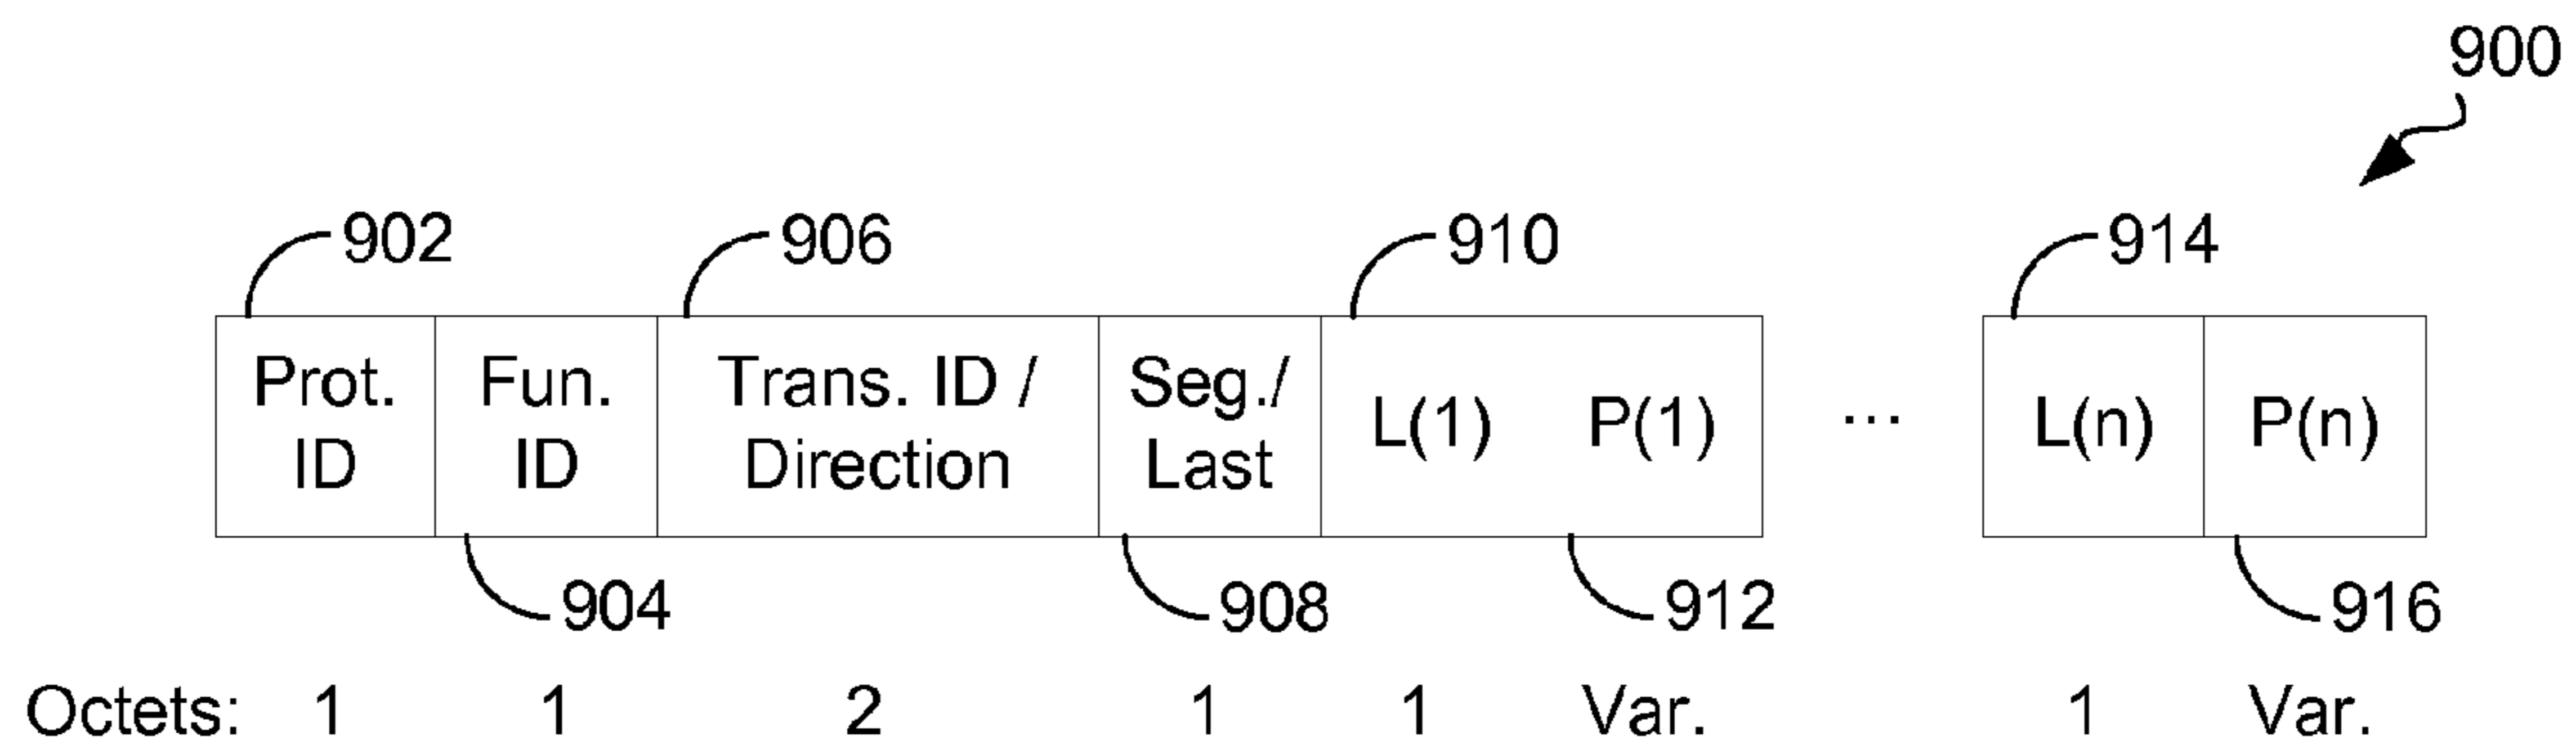 900
902 906 910 914
Prot. Fun. Trans. ID / Seg./ L(1) P(1) ... L(n) P(n)
ID ID Direction Last
904 908 912 916
Octets: 1 1 2 1 1 Var. 1 Var.